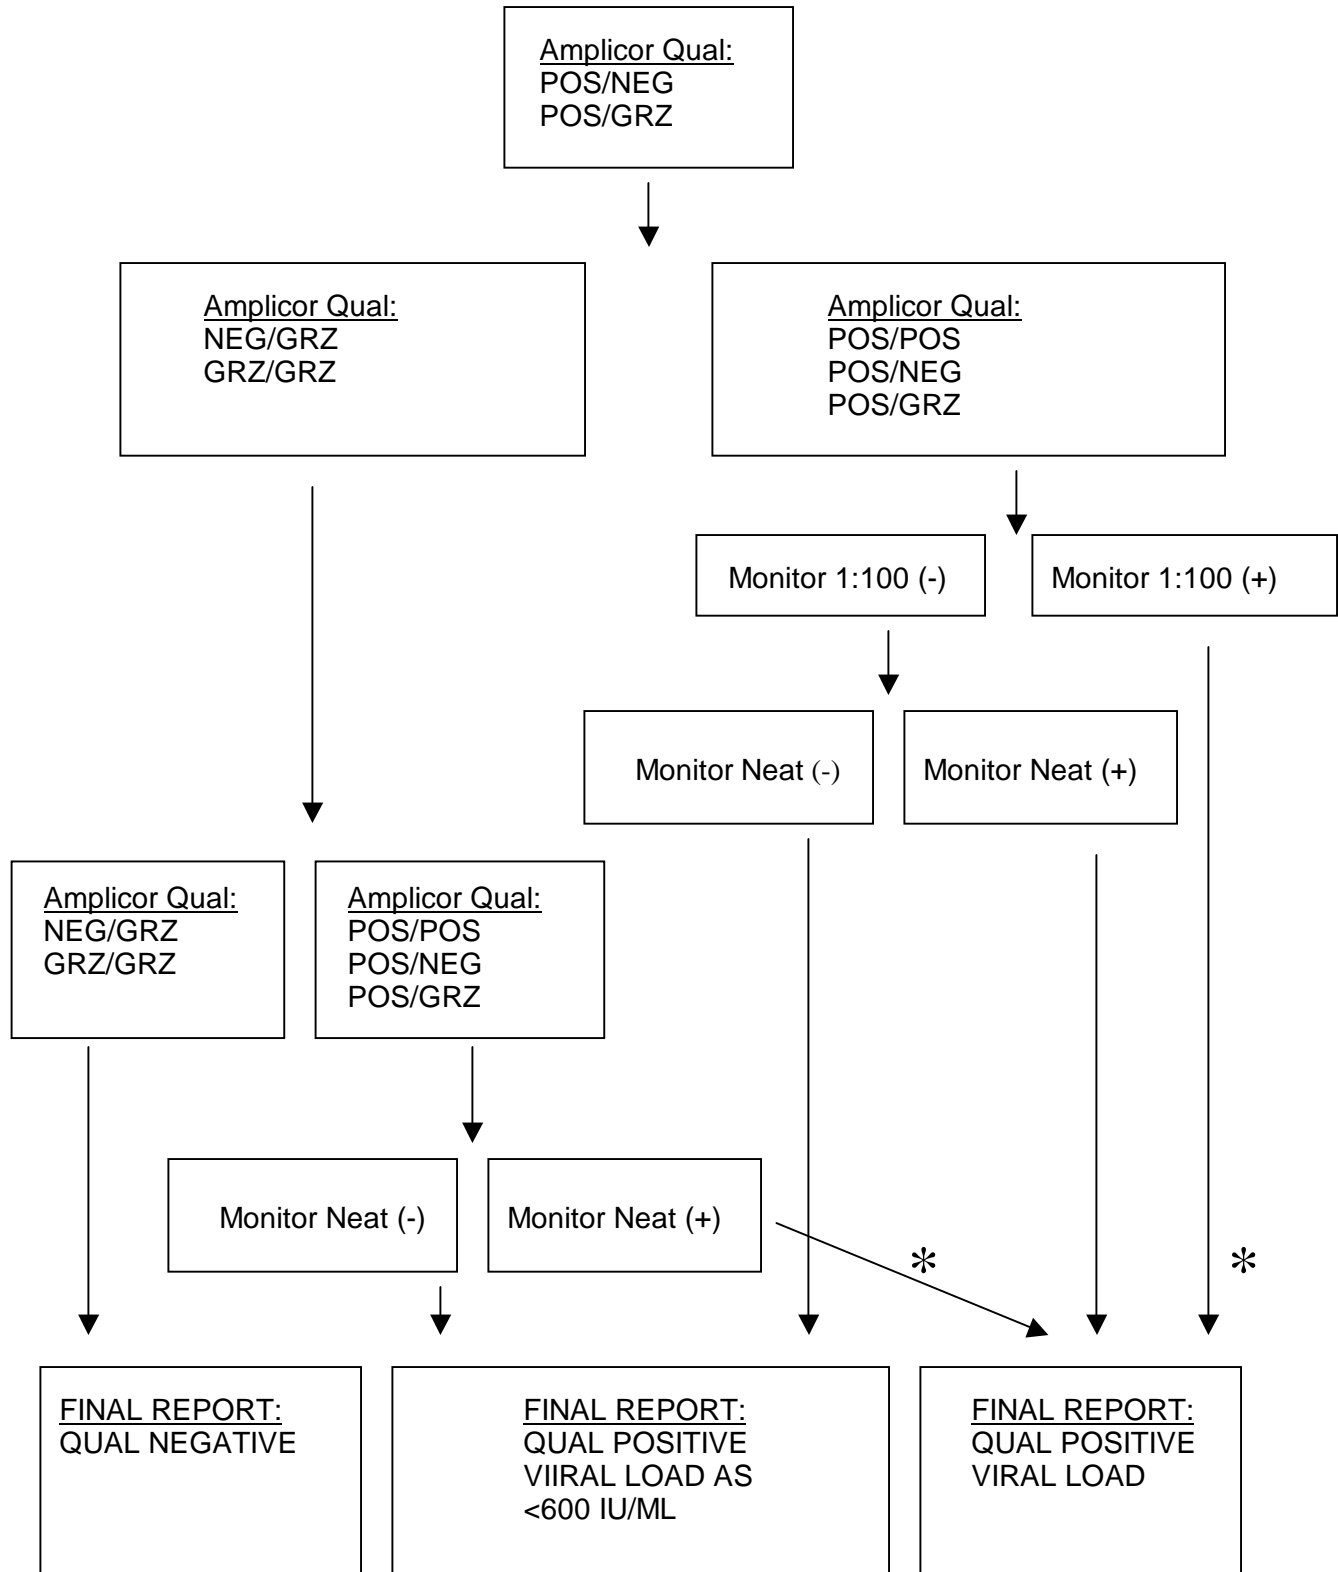 Amplicor Qual:
POS/NEG
POS/GRZ
Amplicor Qual:
NEG/GRZ
GRZ/GRZ
Amplicor Qual:
POS/POS
POS/NEG
POS/GRZ
Monitor 1:100 (-)
Monitor 1:100 (+)
Monitor Neat (-)
Monitor Neat (+)
Amplicor Qual:
NEG/GRZ
GRZ/GRZ
Amplicor Qual:
POS/POS
POS/NEG
POS/GRZ
Monitor Neat (-)
Monitor Neat (+)
*
*
FINAL REPORT:
QUAL NEGATIVE
FINAL REPORT:
QUAL POSITIVE
VIIRAL LOAD AS
<600 IU/ML
FINAL REPORT:
QUAL POSITIVE
VIRAL LOAD